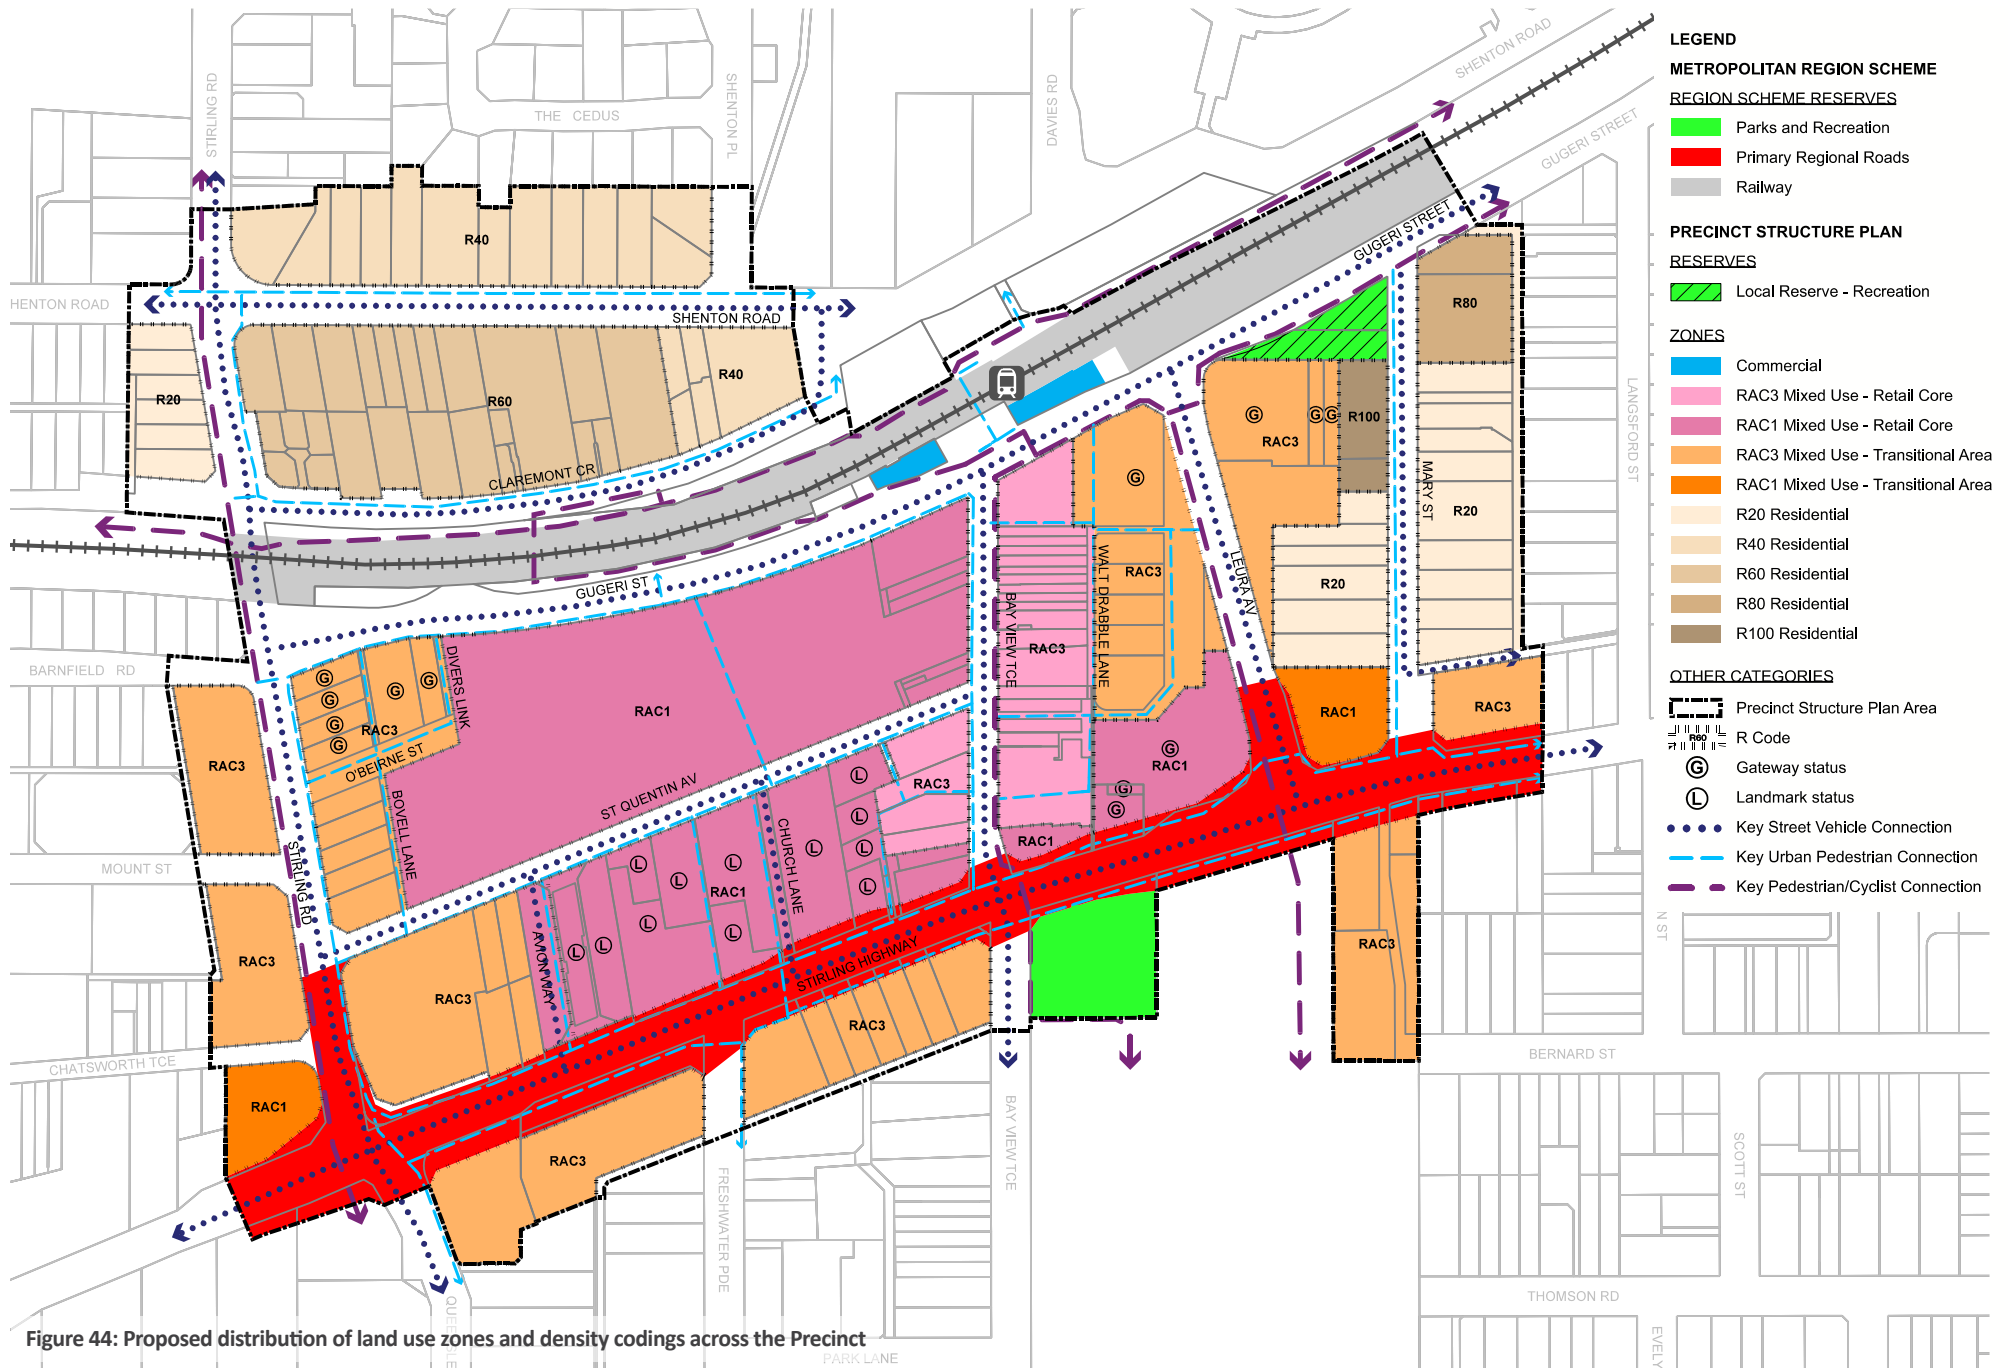 SHENTON ROAD
STIRLING RD
SHENTON PL
DAVIES RD
THE CEDUS
GUGERI STREET
GUGERI STREET
R40
HENTON ROAD
SHENTON ROAD
R80
R20
R60
R40
R100
RAC3
G
G
G
LANGSFORD ST
CLAREMONT CR
G
MARY ST
R20
GUGERI ST
WALT DRABBLE LANE
RAC3
LEURA AV
R20
BAY VIEW TCE
RAC3
BARNFIELD RD
DIVERS LINK
G
G
G
G
G
G
RAC3
O'BEIRNE ST
RAC1
RAC1
RAC3
RAC3
G
RAC1
G
G
ST QUENTIN AV
BOVELL LANE
L
L
L
L
RAC3
RAC1
CHURCH LANE
L
L
L
L
L
L
L
L
RAC1
MOUNT ST
STIRLING RD
AVION WAY
STIRLING HIGHWAY
RAC3
RAC3
RAC3
RAC3
N ST
CHATSWORTH TCE
BERNARD ST
RAC1
RAC3
BAY VIEW TCE
FRESHWATER PDE
SCOTT ST
THOMSON RD
EVELY
PARK LANE
Figure 44: Proposed distribution of land use zones and density codings across the Precinct
LEGEND
METROPOLITAN REGION SCHEME
REGION SCHEME RESERVES
Parks and Recreation
Primary Regional Roads
Railway
PRECINCT STRUCTURE PLAN
RESERVES
Local Reserve - Recreation
ZONES
Commercial
RAC3 Mixed Use - Retail Core
RAC1 Mixed Use - Retail Core
RAC3 Mixed Use - Transitional Area
RAC1 Mixed Use - Transitional Area
R20 Residential
R40 Residential
R60 Residential
R80 Residential
R100 Residential
OTHER CATEGORIES
Precinct Structure Plan Area
R60 R Code
G Gateway status
L Landmark status
Key Street Vehicle Connection
Key Urban Pedestrian Connection
Key Pedestrian/Cyclist Connection